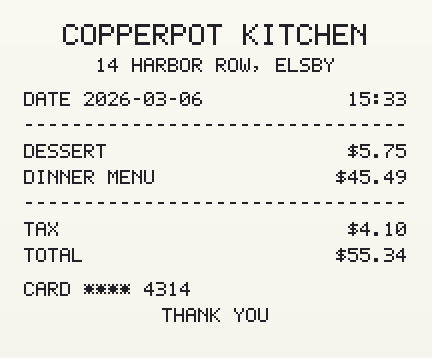 COPPERPOT KITCHEN
14 HARBOR ROW, ELSBY
DATE 2026-03-06 15:33
--------------------------------
DESSERT $5.75
DINNER MENU $45.49
--------------------------------
TAX $4.10
TOTAL $55.34
CARD **** 4314
THANK YOU